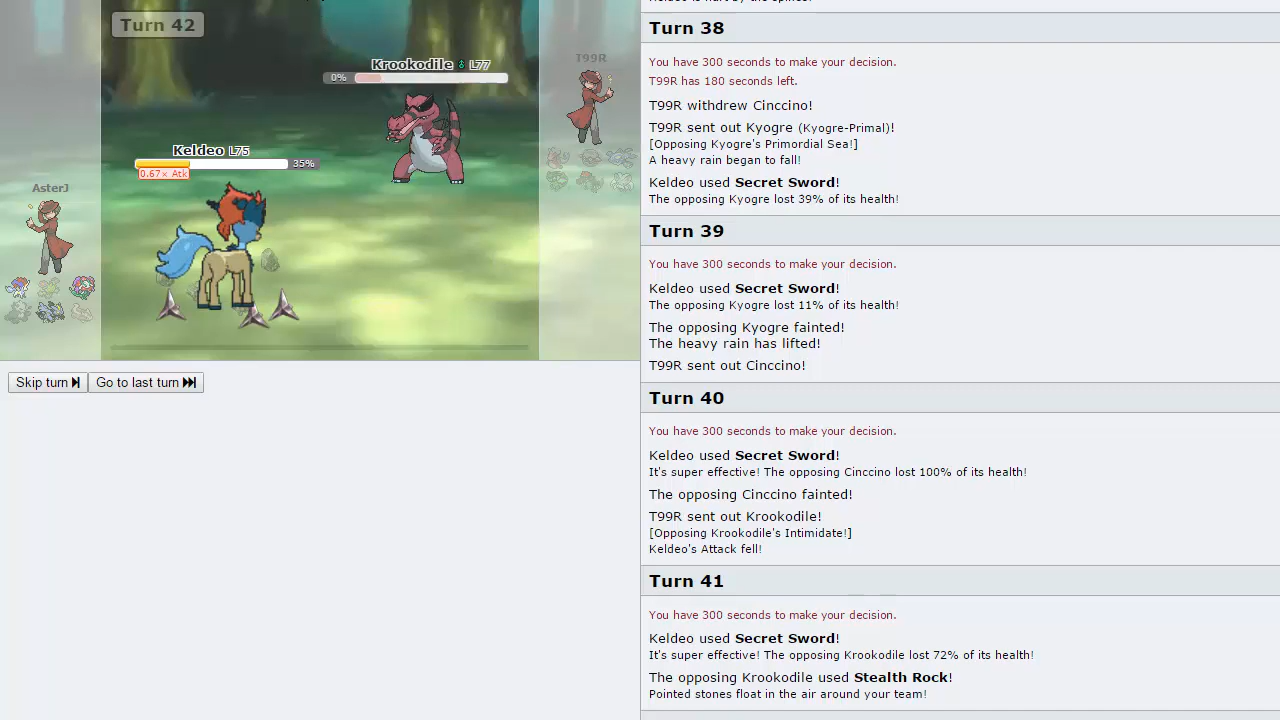 Turn 42
Krookodile L77
0%
T99R
Keldeo L75
35%
0.67× Atk
AsterJ
Skip turn
Go to last turn
Turn 38
You have 300 seconds to make your decision.
T99R has 180 seconds left.
T99R withdrew Cinccino!
T99R sent out Kyogre (Kyogre-Primal)!
[Opposing Kyogre's Primordial Sea!]
A heavy rain began to fall!
Keldeo used Secret Sword!
The opposing Kyogre lost 39% of its health!
Turn 39
You have 300 seconds to make your decision.
Keldeo used Secret Sword!
The opposing Kyogre lost 11% of its health!
The opposing Kyogre fainted!
The heavy rain has lifted!
T99R sent out Cinccino!
Turn 40
You have 300 seconds to make your decision.
Keldeo used Secret Sword!
It's super effective! The opposing Cinccino lost 100% of its health!
The opposing Cinccino fainted!
T99R sent out Krookodile!
[Opposing Krookodile's Intimidate!]
Keldeo's Attack fell!
Turn 41
You have 300 seconds to make your decision.
Keldeo used Secret Sword!
It's super effective! The opposing Krookodile lost 72% of its health!
The opposing Krookodile used Stealth Rock!
Pointed stones float in the air around your team!